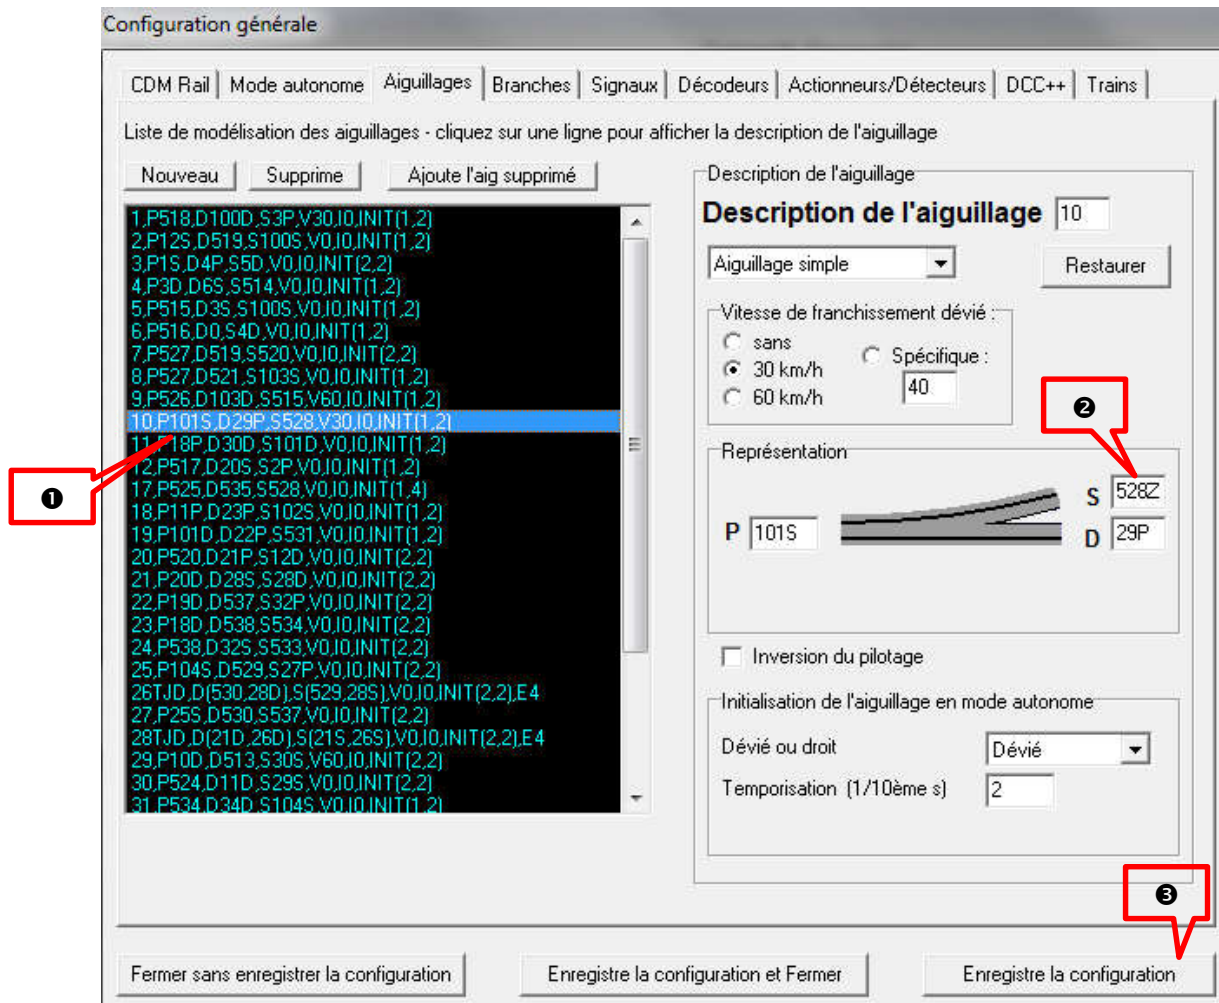 Configuration générale
CDM Rail Mode autonome Aiguillages Branches Signaux Décodeurs Actionneurs/Détecteurs DCC++ Trains
Liste de modélisation des aiguillages - cliquez sur une ligne pour afficher la description de l'aiguillage
Nouveau Supprime Ajoute l'aig supprimé
1,P518,D100D,S3P,V30,I0,INIT(1,2)
2,P12S,D519,S100S,V0,I0,INIT(1,2)
3,P1S,D4P,S5D,V0,I0,INIT(2,2)
4,P3D,D6S,S514,V0,I0,INIT(1,2)
5,P515,D3S,S100S,V0,I0,INIT(1,2)
6,P516,D0,S4D,V0,I0,INIT(1,2)
7,P527,D519,S520,V0,I0,INIT(2,2)
8,P527,D521,S103S,V0,I0,INIT(1,2)
9,P526,D103D,S515,V60,I0,INIT(1,2)
10,P101S,D29P,S528,V30,I0,INIT(1,2)
11,P18P,D30D,S101D,V0,I0,INIT(1,2)
12,P517,D20S,S2P,V0,I0,INIT(1,2)
17,P525,D535,S528,V0,I0,INIT(1,4)
18,P11P,D23P,S102S,V0,I0,INIT(1,2)
19,P101D,D22P,S531,V0,I0,INIT(1,2)
20,P520,D21P,S12D,V0,I0,INIT(2,2)
21,P20D,D28S,S28D,V0,I0,INIT(2,2)
22,P19D,D537,S32P,V0,I0,INIT(2,2)
23,P18D,D538,S534,V0,I0,INIT(2,2)
24,P538,D32S,S533,V0,I0,INIT(2,2)
25,P104S,D529,S27P,V0,I0,INIT(2,2)
26TJD,D(530,28D),S(529,28S),V0,I0,INIT(2,2),E4
27,P25S,D530,S537,V0,I0,INIT(2,2)
28TJD,D(21D,26D),S(21S,26S),V0,I0,INIT(2,2),E4
29,P10D,D513,S30S,V60,I0,INIT(2,2)
30,P524,D11D,S29S,V0,I0,INIT(2,2)
31,P534,D34D,S104S,V0,I0,INIT(1,2)
❶
Description de l'aiguillage
Description de l'aiguillage 10
Aiguillage simple Restaurer
Vitesse de franchissement dévié :
sans
30 km/h
60 km/h
Spécifique :
40
❷
Représentation
S 528Z
P 101S
D 29P
Inversion du pilotage
Initialisation de l'aiguillage en mode autonome
Dévié ou droit Dévié
Temporisation (1/10ème s) 2
❸
Fermer sans enregistrer la configuration Enregistre la configuration et Fermer Enregistre la configuration